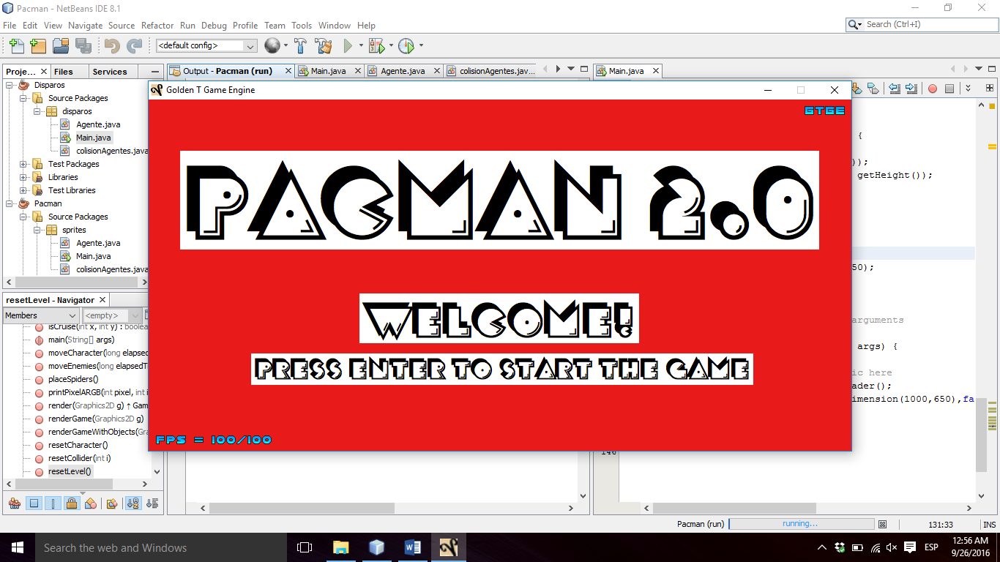 Pacman - NetBeans IDE 8.1
File Edit View Navigate Source Refactor Run Debug Profile Team Tools Window Help
Search (Ctrl+I)
<default config>
Proje... Files Services
Output - Pacman (run) Main.java Agente.java colisionAgentes.jav... Main.java
Disparos
Source Packages
disparos
Agente.java
Main.java
colisionAgentes.java
Test Packages
Libraries
Test Libraries
Pacman
Source Packages
sprites
Agente.java
Main.java
colisionAgentes.java
resetLevel - Navigator
Members <empty>
isCruise(int x, int y) : boolea
main(String[] args)
moveCharacter(long elapsed
moveEnemies(long elapsedT
placeSpiders()
printPixelARGB(int pixel, int i
render(Graphics2D g) ↑ Gam
renderGame(Graphics2D g)
renderGameWithObjects(Gra
resetCharacter()
resetCollider(int i)
resetLevel()
Golden T Game Engine
GTGE
PACMAN 2.0
WELCOME!
PRESS ENTER TO START THE GAME
FPS = 100/100
{
));
getHeight());
50);
arguments
args) {
ic here
ader();
imension(1000,650),fa
146
Pacman (run) running... 131:33 INS
Search the web and Windows
ESP
12:56 AM
9/26/2016